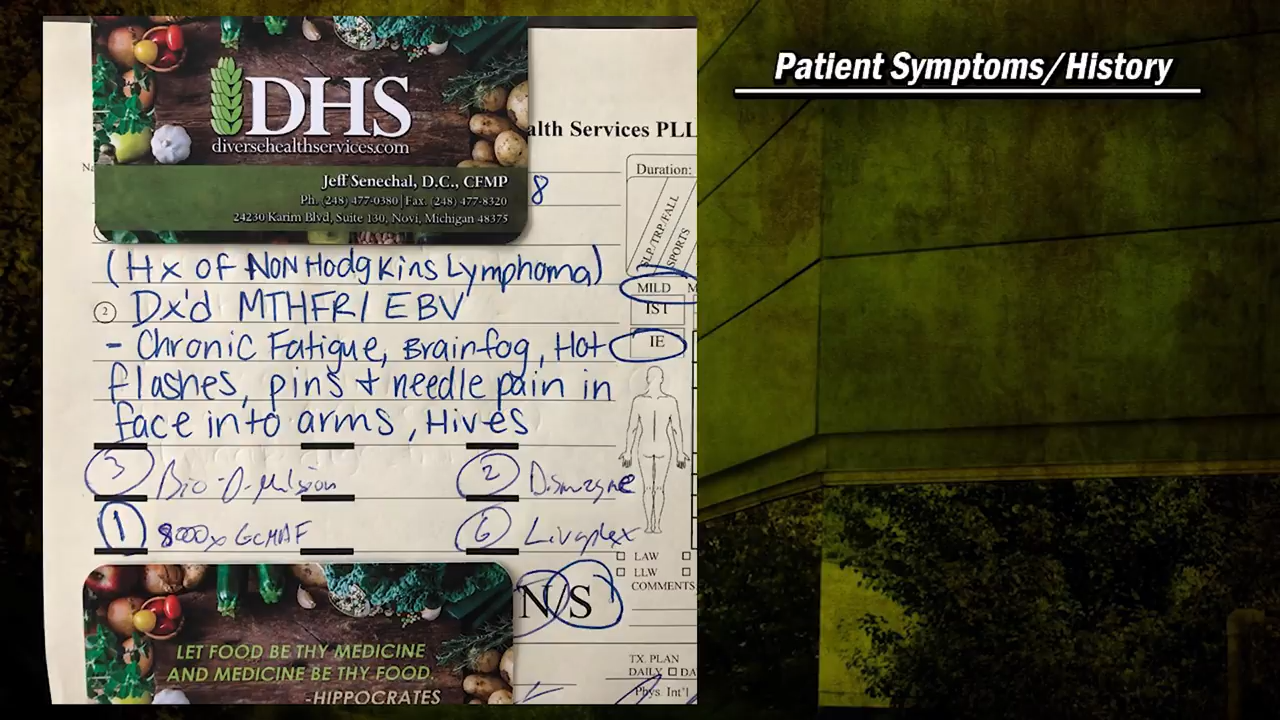 Patient Symptoms/History
DHS
diversehealthservices.com
Jeff Senechal, D.C., CFMP
Ph. (248) 477-0380 | Fax. (248) 477-8320
24230 Karim Blvd, Suite 130, Novi, Michigan 48375
alth Services PLL
Na
Duration:
8
SLP/TRP/FALL
SPORTS
(Hx of Non Hodgkins Lymphoma)
MILD M
IST
2 Dx'd MTHFR/ EBV
- Chronic Fatigue, Brainfog, Hot
IE
flashes, pins + needle pain in
face into arms, Hives
3 Bio-D-Mulsion
2 Dismuzyme
1 8000x GcMAF
6 Livaplex
LAW
LLW
COMMENTS
N/S
LET FOOD BE THY MEDICINE
AND MEDICINE BE THY FOOD.
-HIPPOCRATES
TX. PLAN
DAILY DA
Phys. Int'l